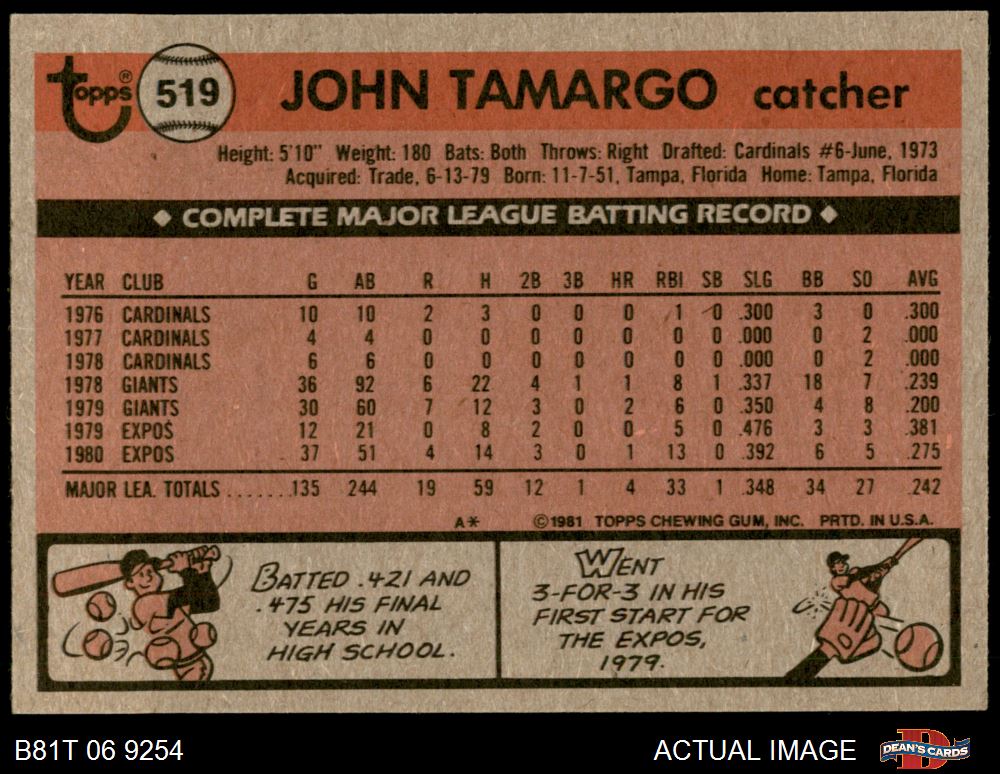 topps® 519 JOHN TAMARGO catcher
Height: 5'10" Weight: 180 Bats: Both Throws: Right Drafted: Cardinals #6-June, 1973
Acquired: Trade, 6-13-79 Born: 11-7-51, Tampa, Florida Home: Tampa, Florida
◆ COMPLETE MAJOR LEAGUE BATTING RECORD ◆
YEAR CLUB G AB R H 2B 3B HR RBI SB SLG BB SO AVG
1976 CARDINALS 10 10 2 3 0 0 0 1 0 .300 3 0 .300
1977 CARDINALS 4 4 0 0 0 0 0 0 0 .000 0 2 .000
1978 CARDINALS 6 6 0 0 0 0 0 0 0 .000 0 2 .000
1978 GIANTS 36 92 6 22 4 1 1 8 1 .337 18 7 .239
1979 GIANTS 30 60 7 12 3 0 2 6 0 .350 4 8 .200
1979 EXPOS 12 21 0 8 2 0 0 5 0 .476 3 3 .381
1980 EXPOS 37 51 4 14 3 0 1 13 0 .392 6 5 .275
MAJOR LEA. TOTALS ....... 135 244 19 59 12 1 4 33 1 .348 34 27 .242
A* ©1981 TOPPS CHEWING GUM, INC. PRTD. IN U.S.A.
BATTED .421 AND
.475 HIS FINAL
YEARS IN
HIGH SCHOOL.
WENT
3-FOR-3 IN HIS
FIRST START FOR
THE EXPOS,
1979.
B81T 06 9254 ACTUAL IMAGE DEAN'S CARDS